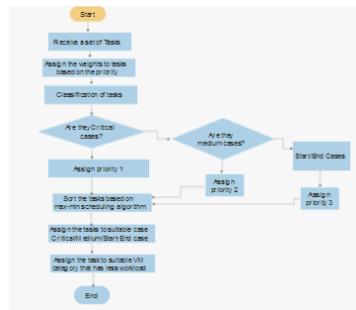 Start
Receive a set of Tasks
Assign the weights to tasks
based on the priority
Classification of tasks
Are they Critical
cases?
Are they
medium cases?
Start/End Cases
Assign priority 1
Assign
priority 2
Assign
priority 3
Sort the tasks based on
max-min scheduling algorithm
Assign the tasks to suitable case
Critical/Medium/Start-End case
Assign the task to suitable VM
category that has less workload
End